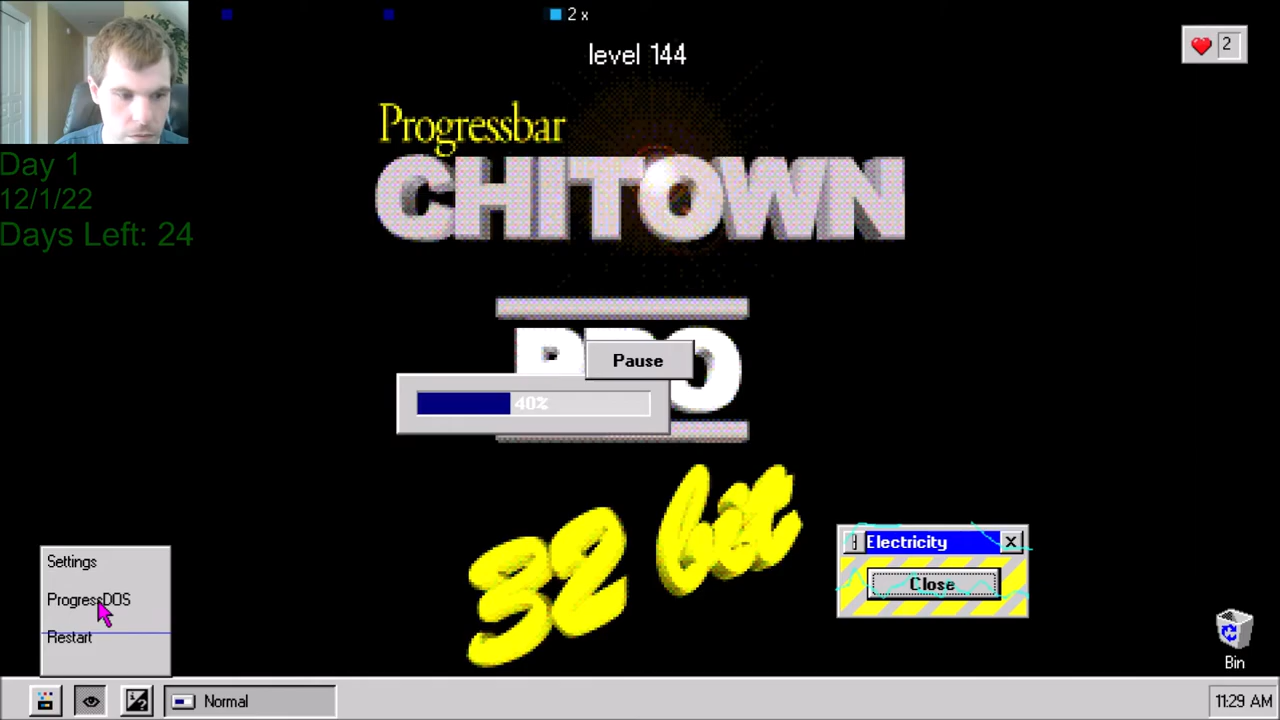 2 x
level 144
2
Day 1
12/1/22
Days Left: 24
Progressbar
CHITOWN
PRO
Pause
40%
32 bit
Electricity
Close
Settings
ProgressDOS
Restart
Bin
Normal
11:29 AM